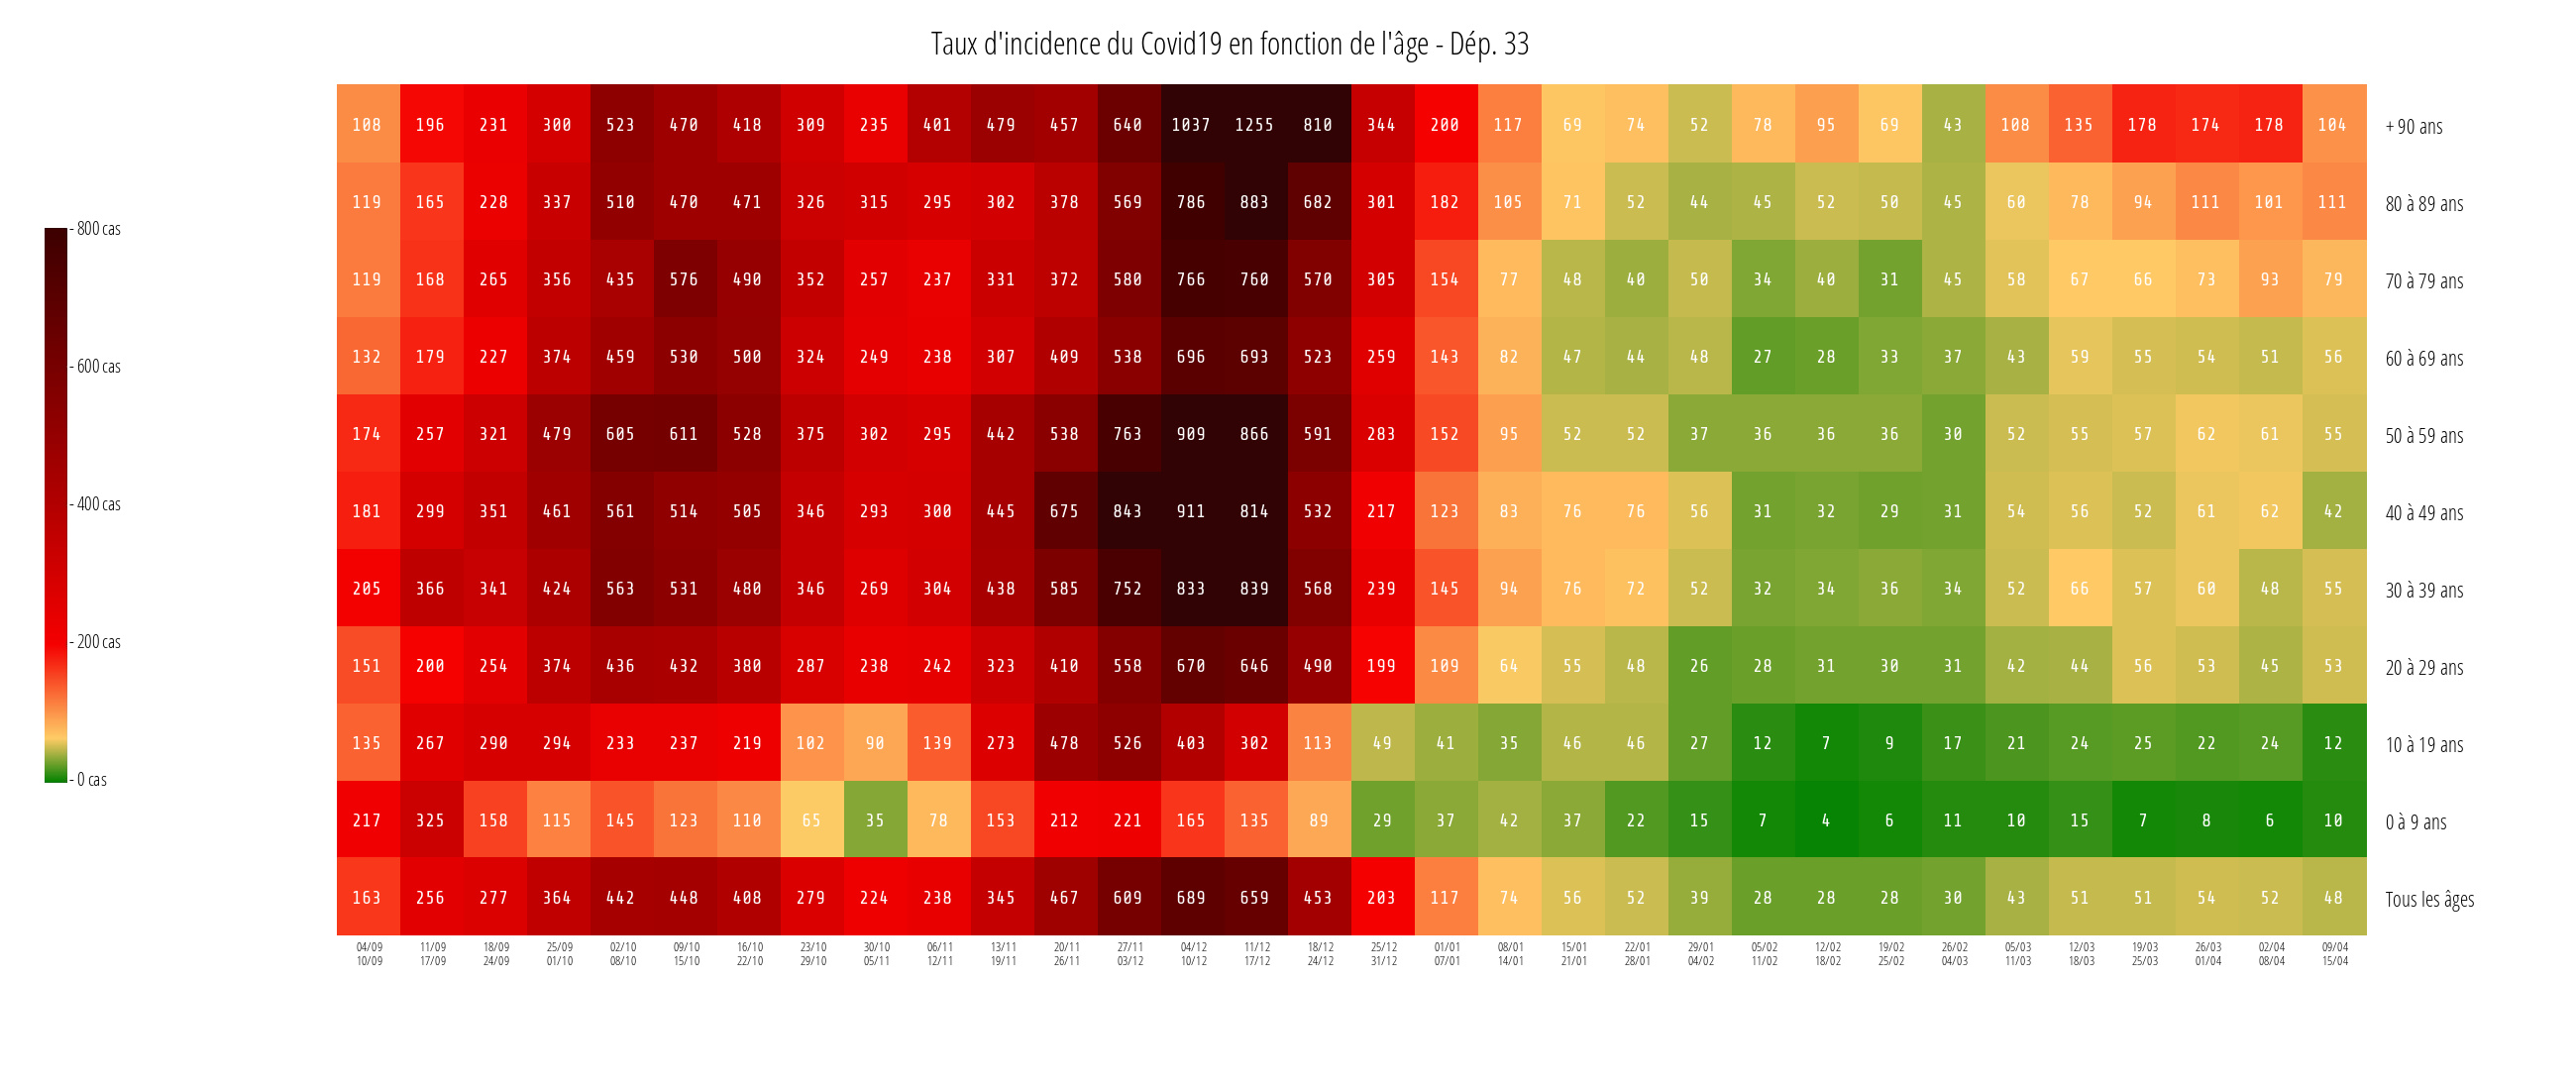 Taux d'incidence du Covid19 en fonction de l'âge - Dép. 33
108 196 231 300 523 470 418 309 235 401 479 457 640 1037 1255 810 344 200 117 69 74 52 78 95 69 43 108 135 178 174 178 104 + 90 ans
119 165 228 337 510 470 471 326 315 295 302 378 569 786 883 682 301 182 105 71 52 44 45 52 50 45 60 78 94 111 101 111 80 à 89 ans
119 168 265 356 435 576 490 352 257 237 331 372 580 766 760 570 305 154 77 48 40 50 34 40 31 45 58 67 66 73 93 79 70 à 79 ans
132 179 227 374 459 530 500 324 249 238 307 409 538 696 693 523 259 143 82 47 44 48 27 28 33 37 43 59 55 54 51 56 60 à 69 ans
174 257 321 479 605 611 528 375 302 295 442 538 763 909 866 591 283 152 95 52 52 37 36 36 36 30 52 55 57 62 61 55 50 à 59 ans
181 299 351 461 561 514 505 346 293 300 445 675 843 911 814 532 217 123 83 76 76 56 31 32 29 31 54 56 52 61 62 42 40 à 49 ans
205 366 341 424 563 531 480 346 269 304 438 585 752 833 839 568 239 145 94 76 72 52 32 34 36 34 52 66 57 60 48 55 30 à 39 ans
151 200 254 374 436 432 380 287 238 242 323 410 558 670 646 490 199 109 64 55 48 26 28 31 30 31 42 44 56 53 45 53 20 à 29 ans
135 267 290 294 233 237 219 102 90 139 273 478 526 403 302 113 49 41 35 46 46 27 12 7 9 17 21 24 25 22 24 12 10 à 19 ans
217 325 158 115 145 123 110 65 35 78 153 212 221 165 135 89 29 37 42 37 22 15 7 4 6 11 10 15 7 8 6 10 0 à 9 ans
163 256 277 364 442 448 408 279 224 238 345 467 609 689 659 453 203 117 74 56 52 39 28 28 28 30 43 51 51 54 52 48 Tous les âges
04/09 11/09 18/09 25/09 02/10 09/10 16/10 23/10 30/10 06/11 13/11 20/11 27/11 04/12 11/12 18/12 25/12 01/01 08/01 15/01 22/01 29/01 05/02 12/02 19/02 26/02 05/03 12/03 19/03 26/03 02/04 09/04
10/09 17/09 24/09 01/10 08/10 15/10 22/10 29/10 05/11 12/11 19/11 26/11 03/12 10/12 17/12 24/12 31/12 07/01 14/01 21/01 28/01 04/02 11/02 18/02 25/02 04/03 11/03 18/03 25/03 01/04 08/04 15/04
- 800 cas
- 600 cas
- 400 cas
- 200 cas
- 0 cas